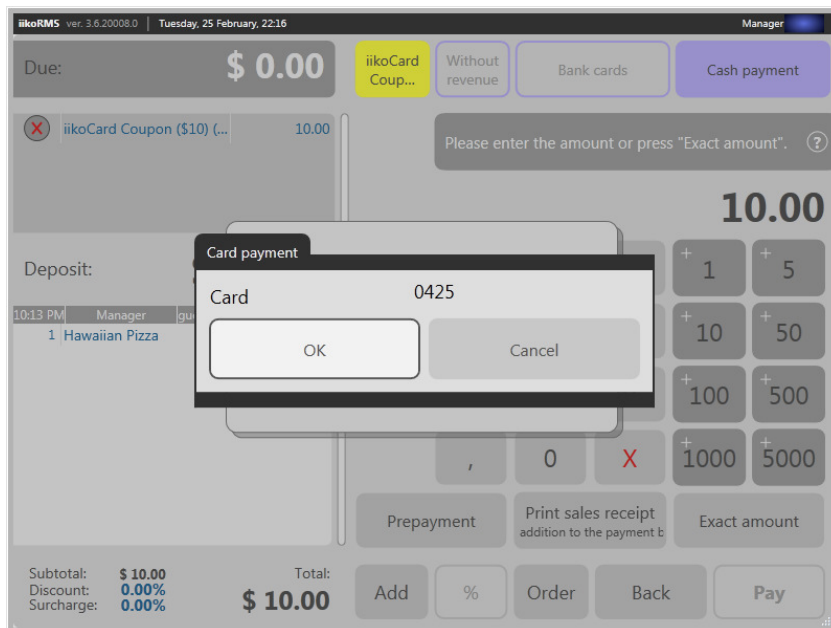 iikoRMS ver. 3.6.20008.0 | Tuesday, 25 February, 22:16 Manager
Due: $ 0.00
iikoCard Coup...
Without revenue
Bank cards
Cash payment
X iikoCard Coupon ($10) (... 10.00
Please enter the amount or press "Exact amount". ?
10.00
Deposit:
Card payment
Card 0425
OK Cancel
10:13 PM Manager
1 Hawaiian Pizza
+1 +5
+10 +50
+100 +500
, 0 X +1000 +5000
Prepayment
Print sales receipt
addition to the payment
Exact amount
Subtotal: $ 10.00
Discount: 0.00%
Surcharge: 0.00%
Total:
$ 10.00
Add % Order Back Pay